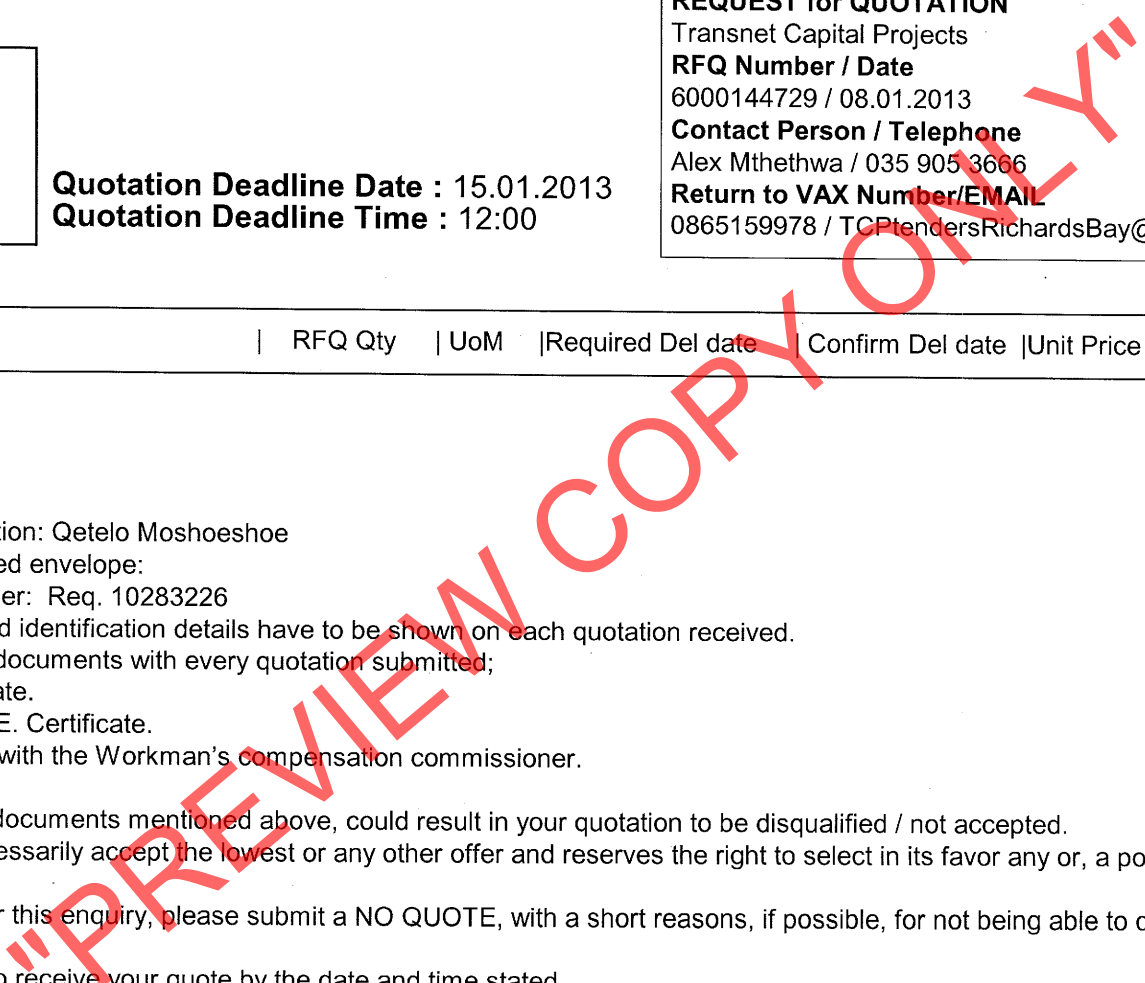 REQUEST for QUOTATION
Transnet Capital Projects
RFQ Number / Date
6000144729 / 08.01.2013
Contact Person / Telephone
Alex Mthethwa / 035 905 3666
Return to VAX Number/EMAIL
0865159978 / TCPtendersRichardsBay@
Quotation Deadline Date : 15.01.2013
Quotation Deadline Time : 12:00
| RFQ Qty | UoM |Required Del date | Confirm Del date |Unit Price
tion: Qetelo Moshoeshoe
ed envelope:
er: Req. 10283226
d identification details have to be shown on each quotation received.
documents with every quotation submitted;
ate.
E. Certificate.
with the Workman's compensation commissioner.
documents mentioned above, could result in your quotation to be disqualified / not accepted.
essarily accept the lowest or any other offer and reserves the right to select in its favor any or, a po
r this enquiry, please submit a NO QUOTE, with a short reasons, if possible, for not being able to
o receive your quote by the date and time stated
"PREVIEW COPY ONLY"